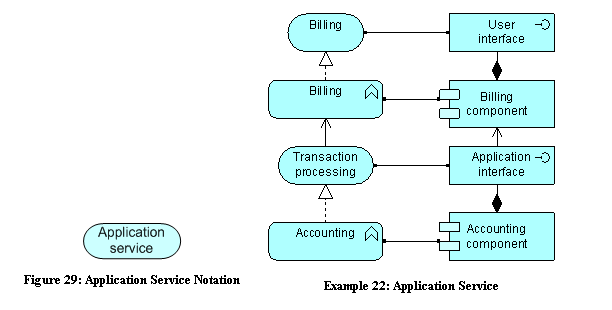 Billing
User
interface
Billing
Billing
component
Transaction
processing
Application
interface
Accounting
Accounting
component
Application
service
Figure 29: Application Service Notation
Example 22: Application Service